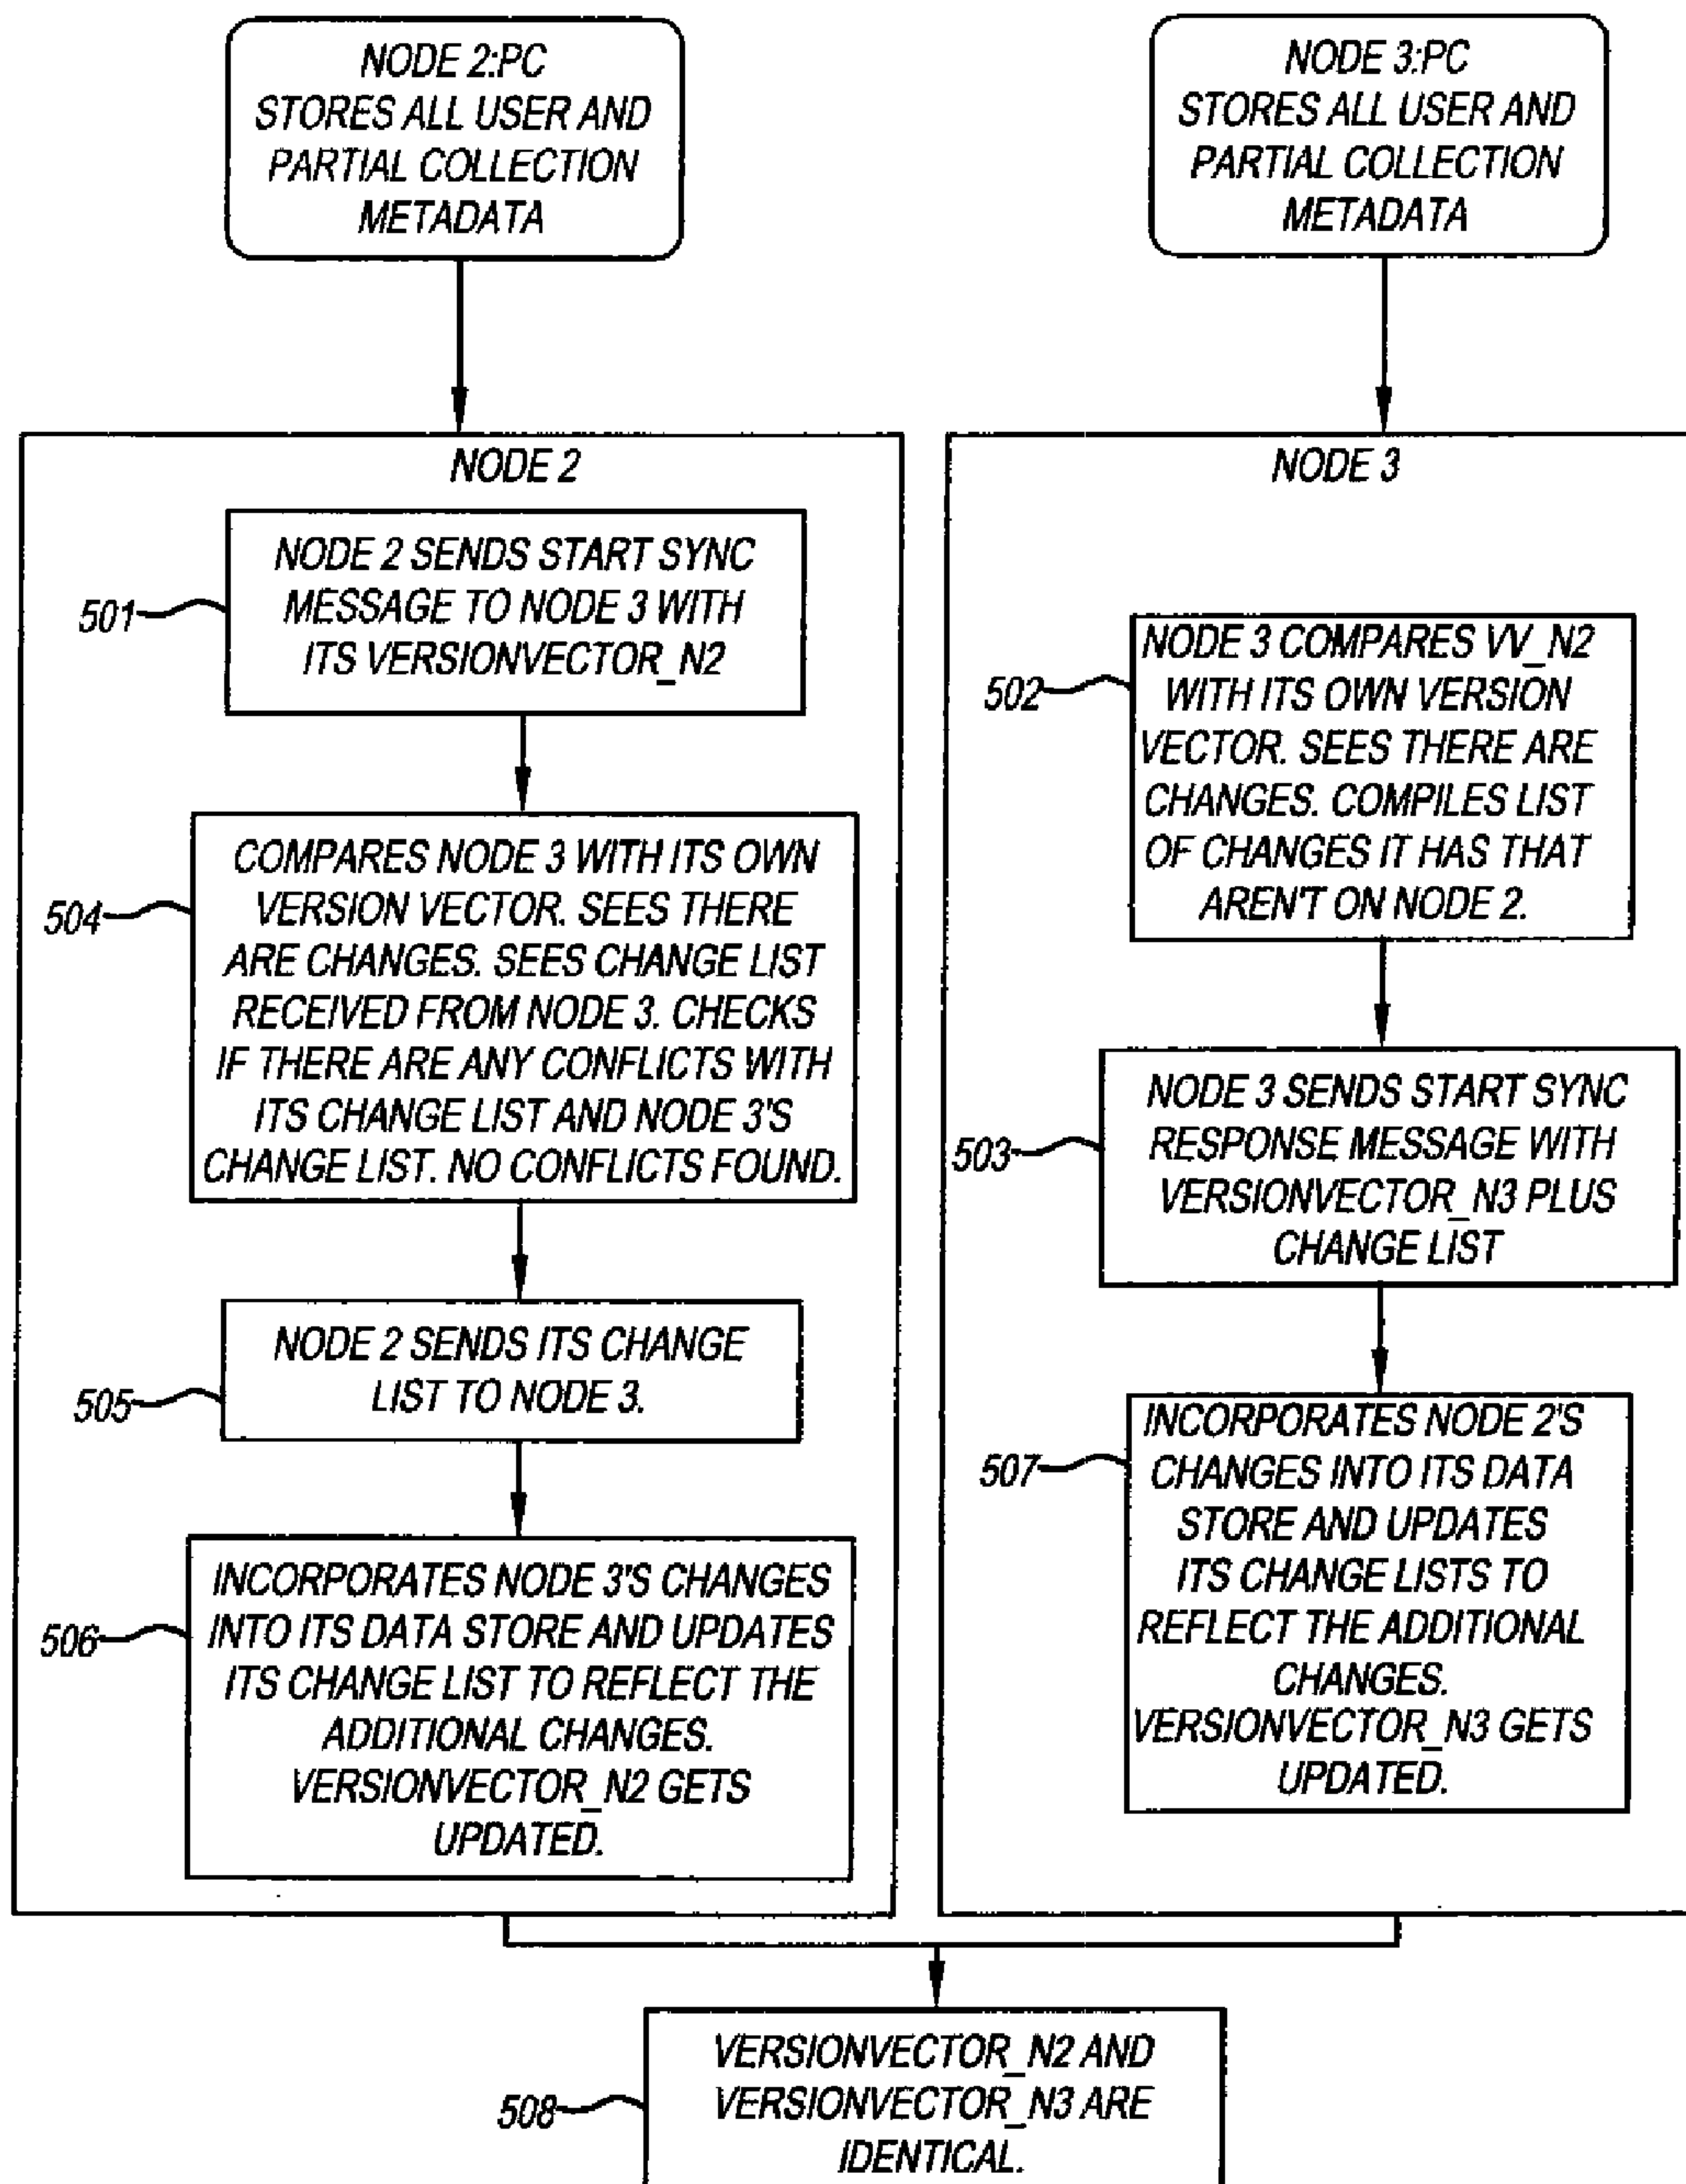 NODE 2:PC
STORES ALL USER AND
PARTIAL COLLECTION
METADATA
NODE 3:PC
STORES ALL USER AND
PARTIAL COLLECTION
METADATA
NODE 2
501
NODE 2 SENDS START SYNC
MESSAGE TO NODE 3 WITH
ITS VERSIONVECTOR_N2
504
COMPARES NODE 3 WITH ITS OWN
VERSION VECTOR. SEES THERE
ARE CHANGES. SEES CHANGE LIST
RECEIVED FROM NODE 3. CHECKS
IF THERE ARE ANY CONFLICTS WITH
ITS CHANGE LIST AND NODE 3'S
CHANGE LIST. NO CONFLICTS FOUND.
505
NODE 2 SENDS ITS CHANGE
LIST TO NODE 3.
506
INCORPORATES NODE 3'S CHANGES
INTO ITS DATA STORE AND UPDATES
ITS CHANGE LIST TO REFLECT THE
ADDITIONAL CHANGES.
VERSIONVECTOR_N2 GETS
UPDATED.
NODE 3
502
NODE 3 COMPARES VV_N2
WITH ITS OWN VERSION
VECTOR. SEES THERE ARE
CHANGES. COMPILES LIST
OF CHANGES IT HAS THAT
AREN'T ON NODE 2.
503
NODE 3 SENDS START SYNC
RESPONSE MESSAGE WITH
VERSIONVECTOR_N3 PLUS
CHANGE LIST
507
INCORPORATES NODE 2'S
CHANGES INTO ITS DATA
STORE AND UPDATES
ITS CHANGE LISTS TO
REFLECT THE ADDITIONAL
CHANGES.
VERSIONVECTOR_N3 GETS
UPDATED.
508
VERSIONVECTOR_N2 AND
VERSIONVECTOR_N3 ARE
IDENTICAL.